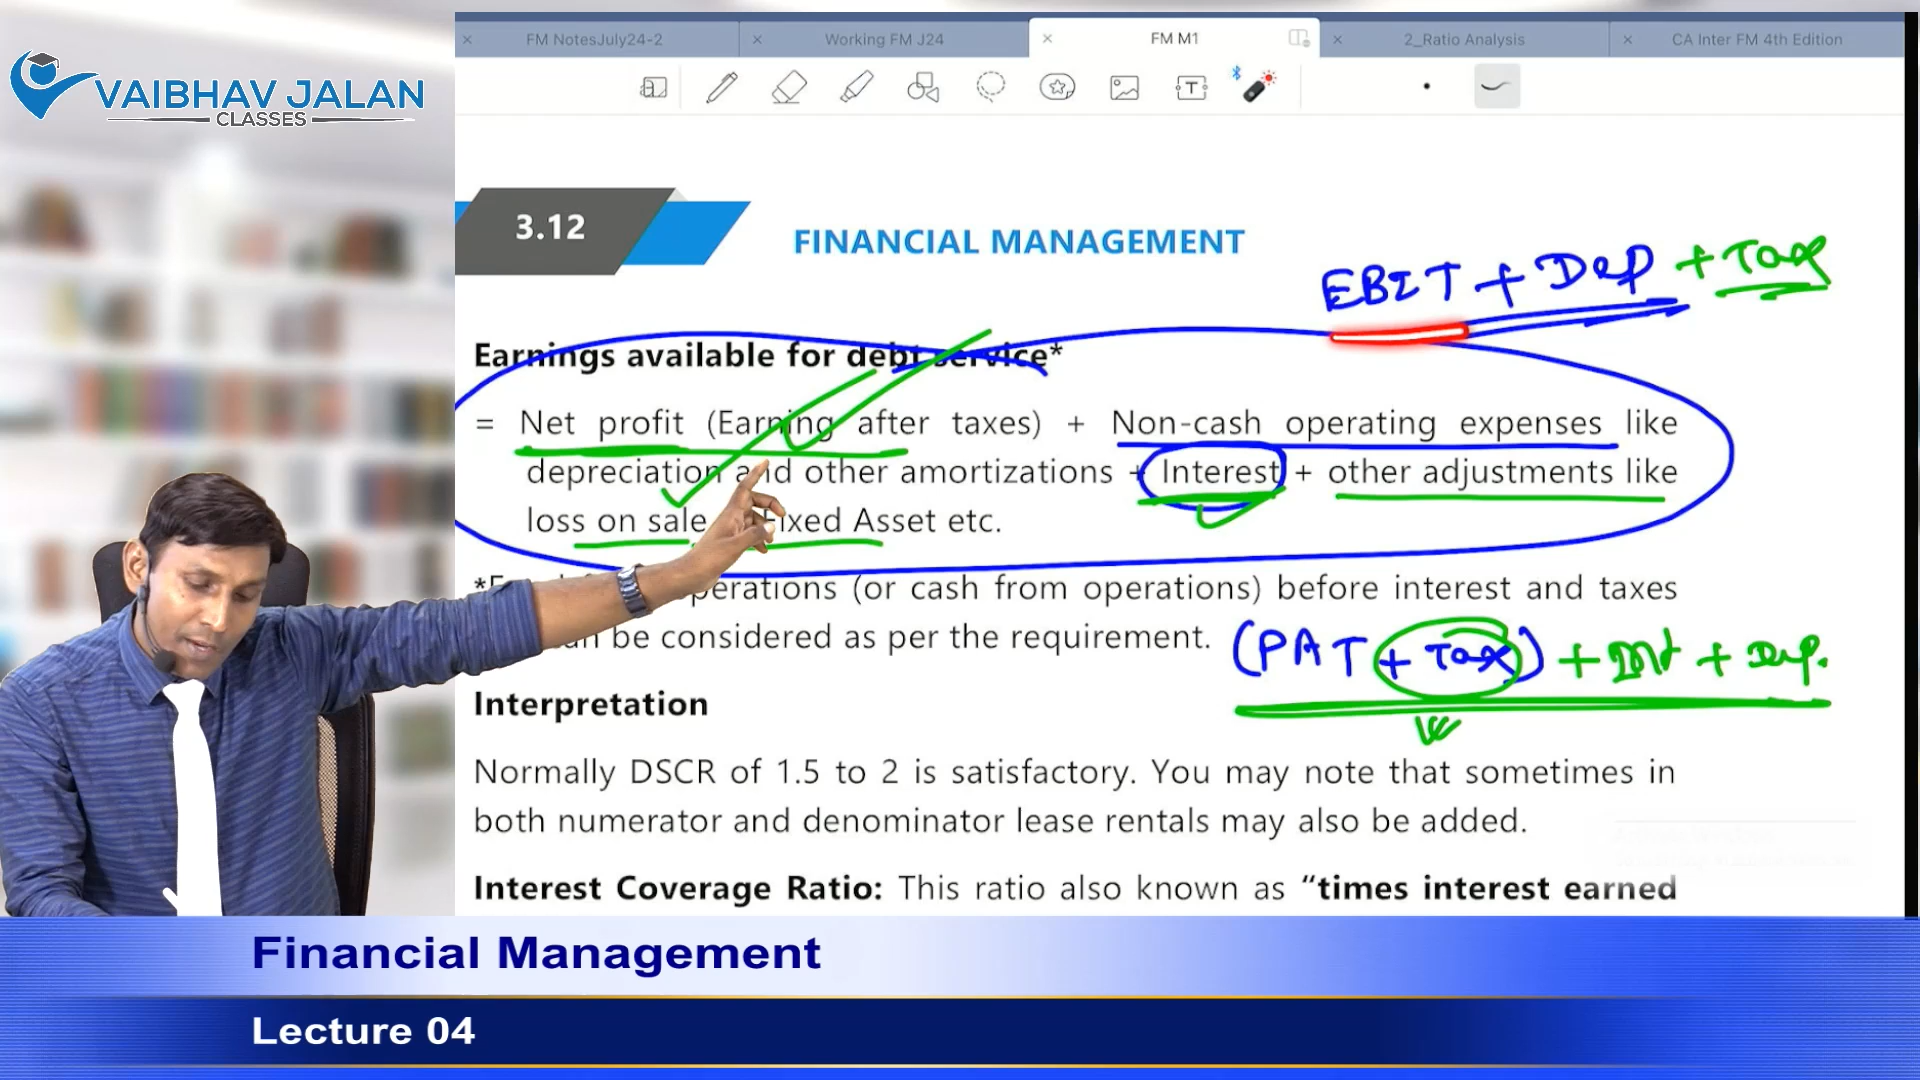 FM NotesJuly24-2
Working FM J24
FM M1
2_Ratio Analysis
CA Inter FM 4th Edition
VAIBHAV JALAN
CLASSES
3.12
FINANCIAL MANAGEMENT
EBIT + Dep + Tax
Earnings available for debt service*
= Net profit (Earning after taxes) + Non-cash operating expenses like
depreciation and other amortizations + Interest + other adjustments like
loss on sale Fixed Asset etc.
operations (or cash from operations) before interest and taxes
be considered as per the requirement.
(PAT + Tax) + Int + Dep.
Interpretation
Normally DSCR of 1.5 to 2 is satisfactory. You may note that sometimes in
both numerator and denominator lease rentals may also be added.
Interest Coverage Ratio: This ratio also known as “times interest earned
Financial Management
Lecture 04